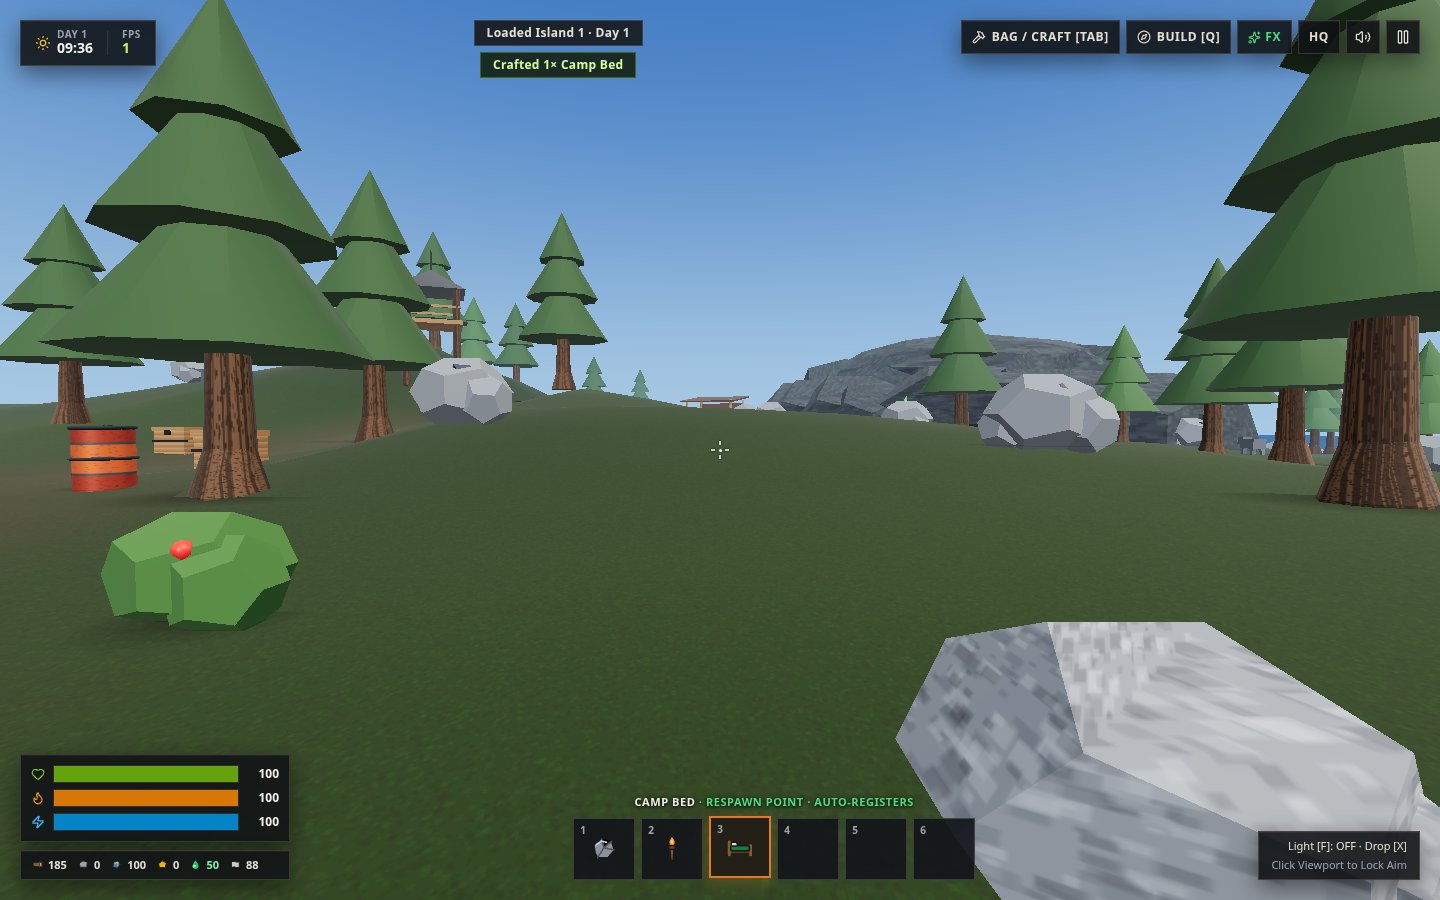 DAY 1
09:36
FPS
1
Loaded Island 1 · Day 1
Crafted 1× Camp Bed
BAG / CRAFT [TAB]
BUILD [Q]
FX
HQ
100
100
100
185 0 100 0 50 88
CAMP BED · RESPAWN POINT · AUTO-REGISTERS
1 2 3 4 5 6
Light [F]: OFF · Drop [X]
Click Viewport to Lock Aim